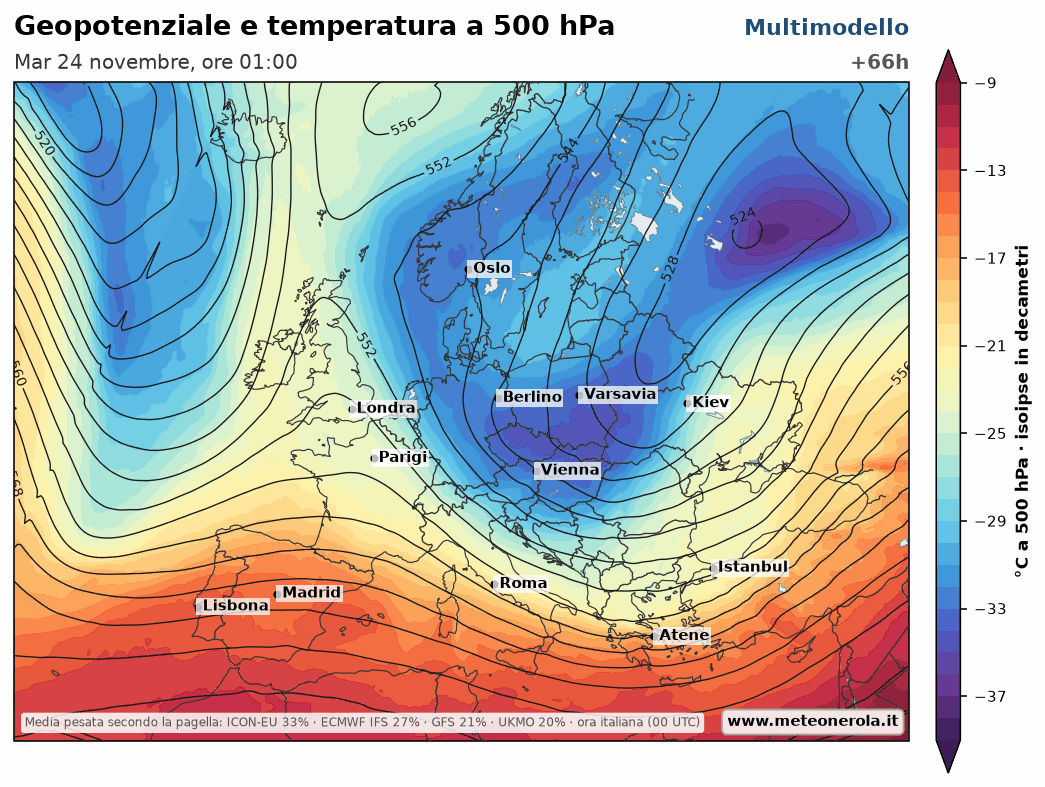 Geopotenziale e temperatura a 500 hPa
Multimodello
Mar 24 novembre, ore 01:00
+66h
520
556
552
544
524
528
552
560
556
568
Oslo
Londra
Berlino
Varsavia
Kiev
Parigi
Vienna
Roma
Istanbul
Madrid
Lisbona
Atene
Media pesata secondo la pagella: ICON-EU 33% · ECMWF IFS 27% · GFS 21% · UKMO 20% · ora italiana (00 UTC)
www.meteonerola.it
−9
−13
−17
−21
−25
−29
−33
−37
°C a 500 hPa · isoipse in decametri